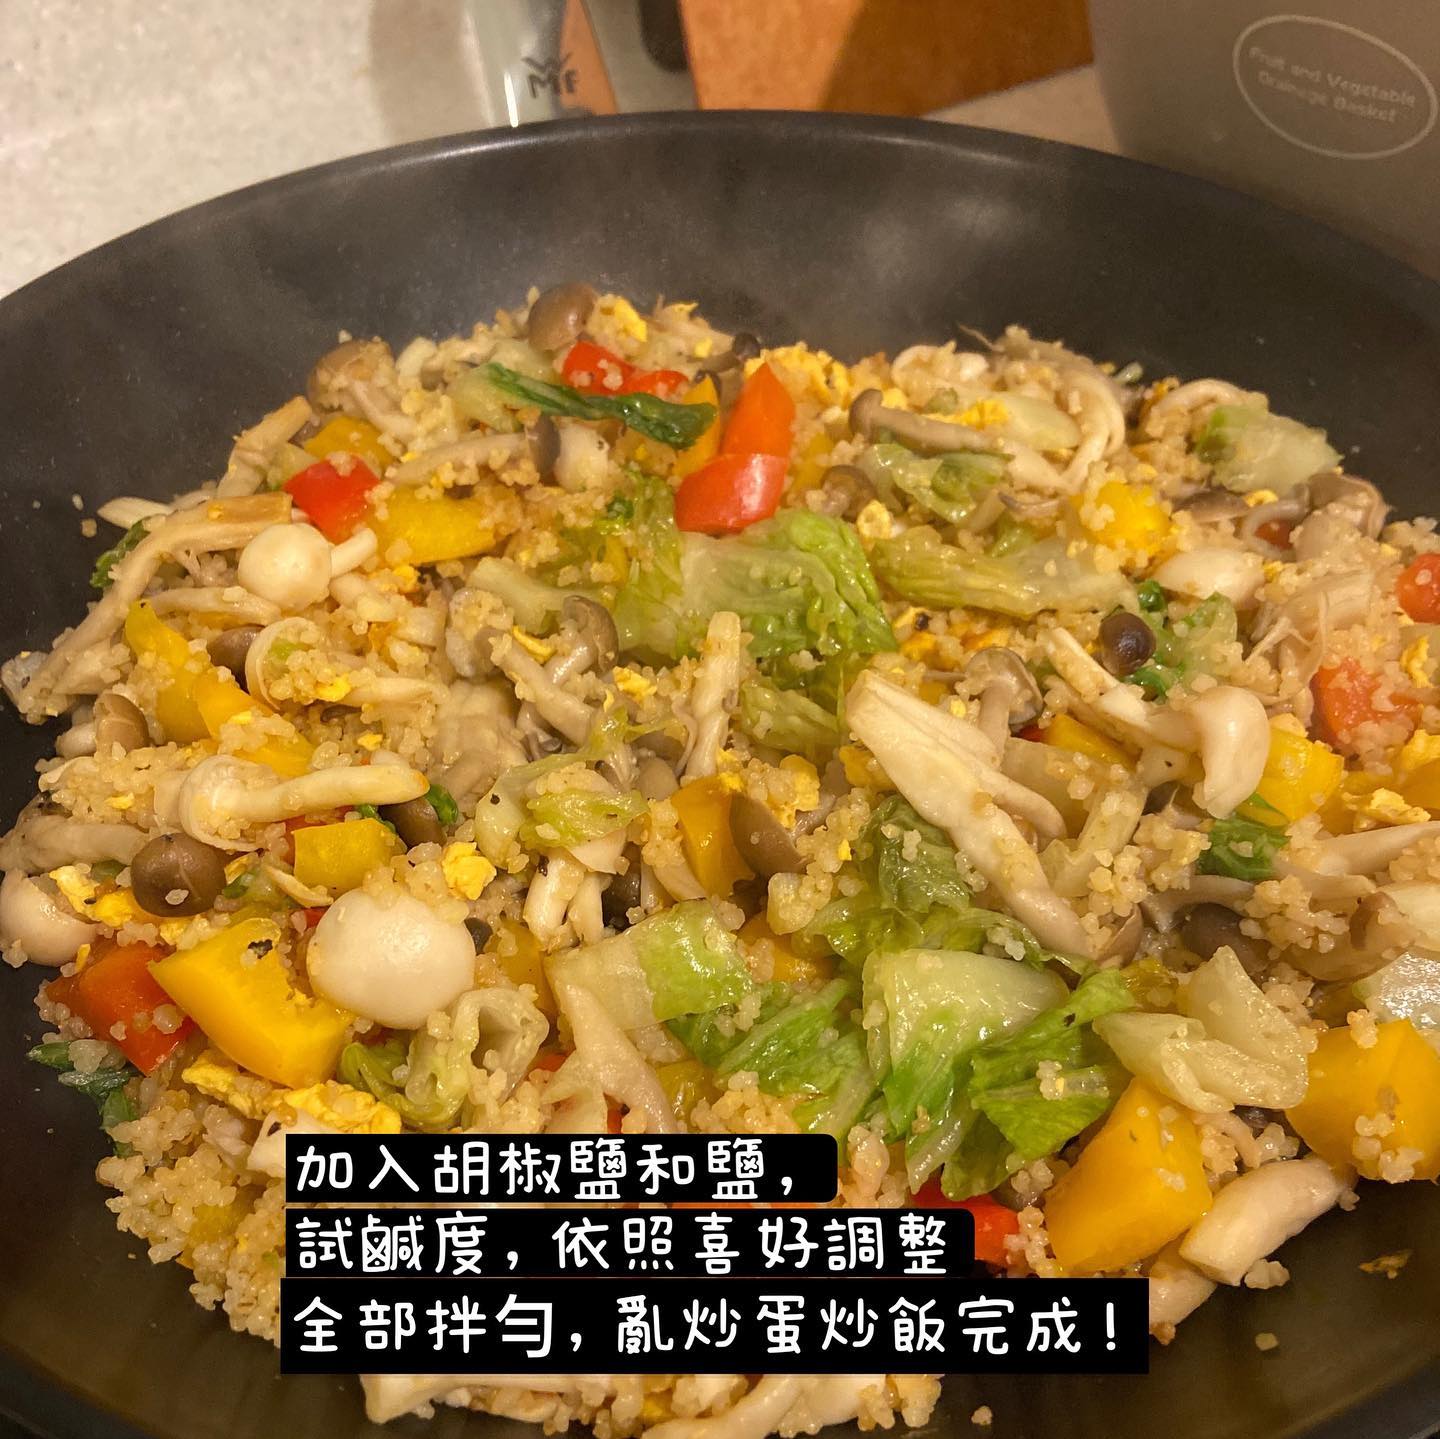 WMF
Fruit and Vegetable
Drainage Basket
加入胡椒鹽和鹽，
試鹹度，依照喜好調整
全部拌勻，亂炒蛋炒飯完成！